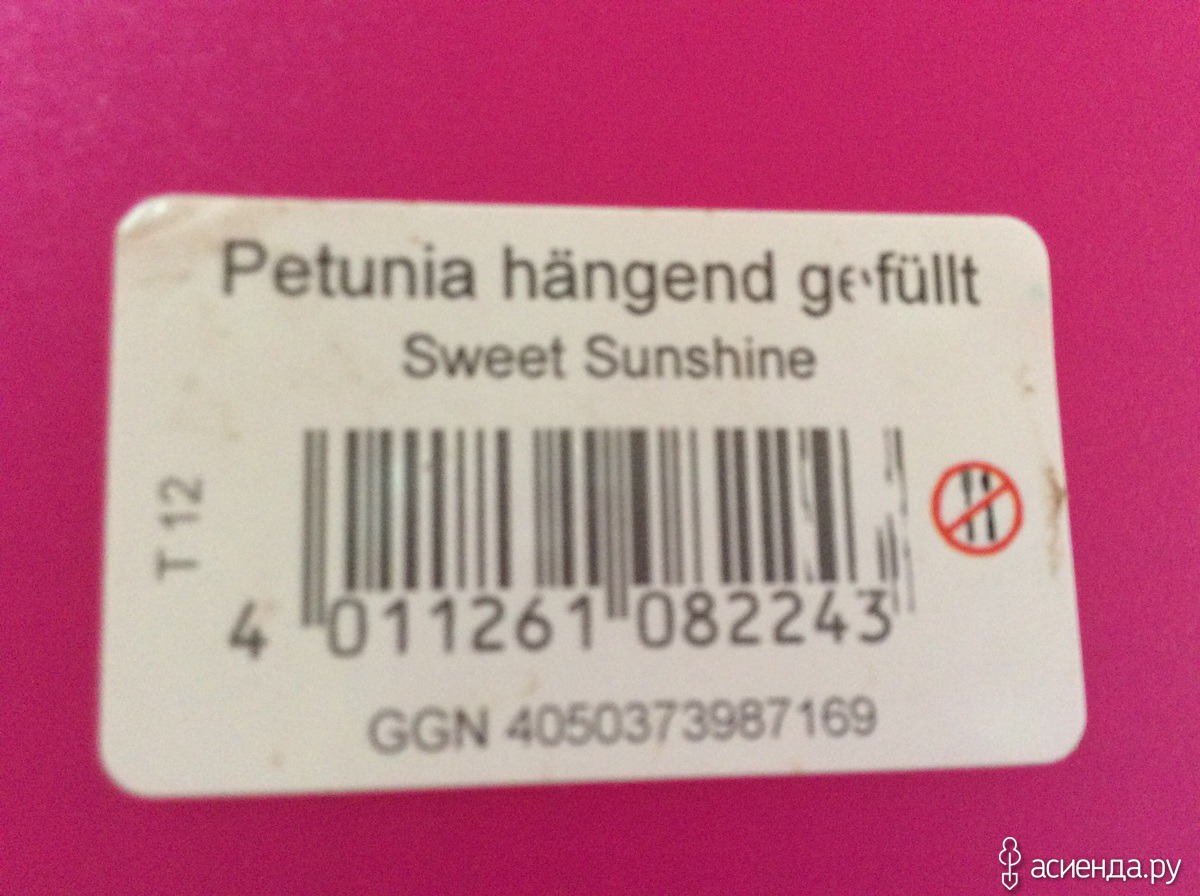 Petunia hängend gefüllt
Sweet Sunshine
T 12
4 011261 082243
GGN 4050373987169
асиенда.ру